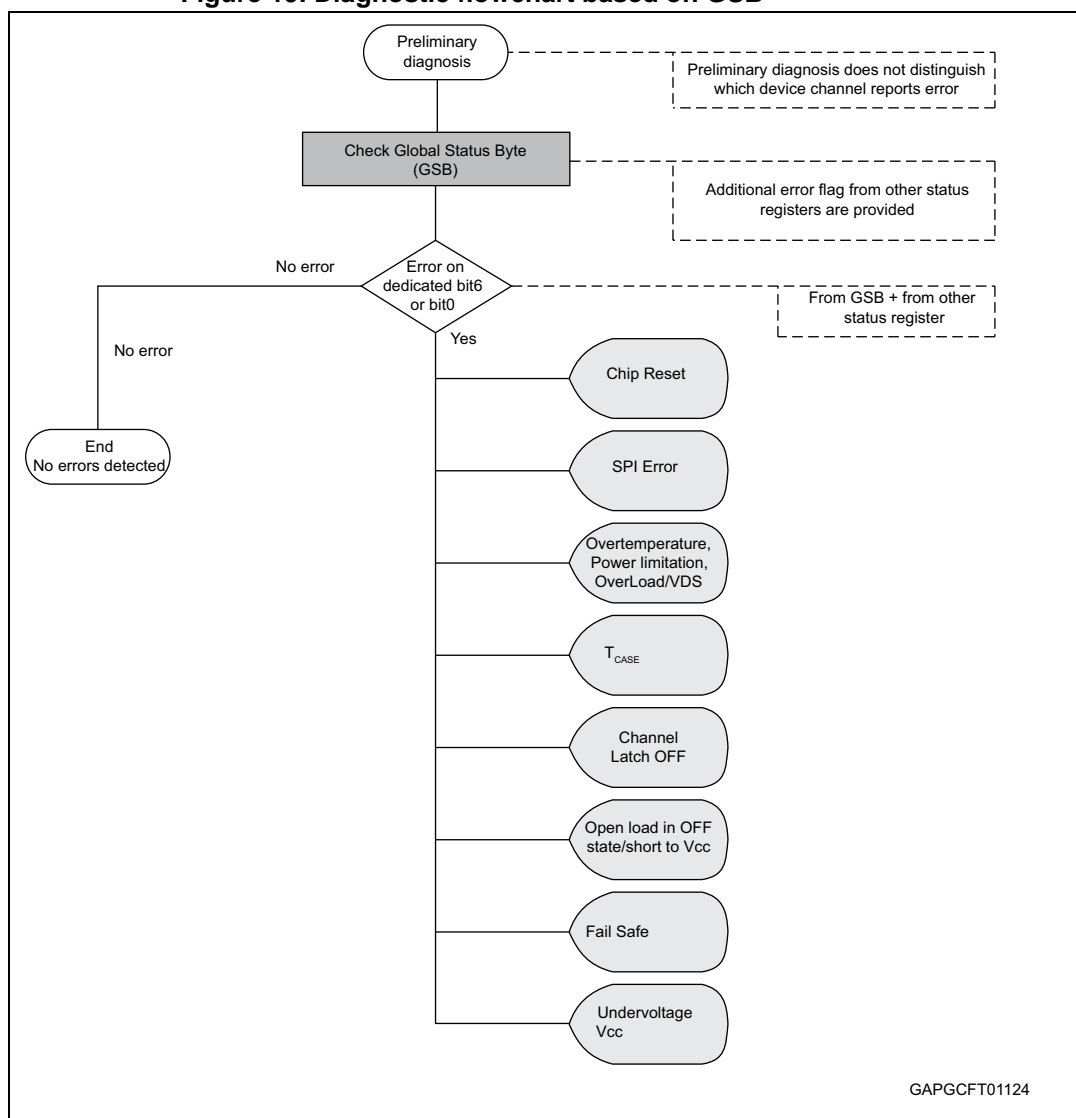 Preliminary
diagnosis
Preliminary diagnosis does not distinguish
which device channel reports error
Check Global Status Byte
(GSB)
Additional error flag from other status
registers are provided
No error
Error on
dedicated bit6
or bit0
From GSB + from other
status register
Yes
No error
Chip Reset
End
No errors detected
SPI Error
Overtemperature,
Power limitation,
OverLoad/VDS
TCASE
Channel
Latch OFF
Open load in OFF
state/short to Vcc
Fail Safe
Undervoltage
Vcc
GAPGCFT01124